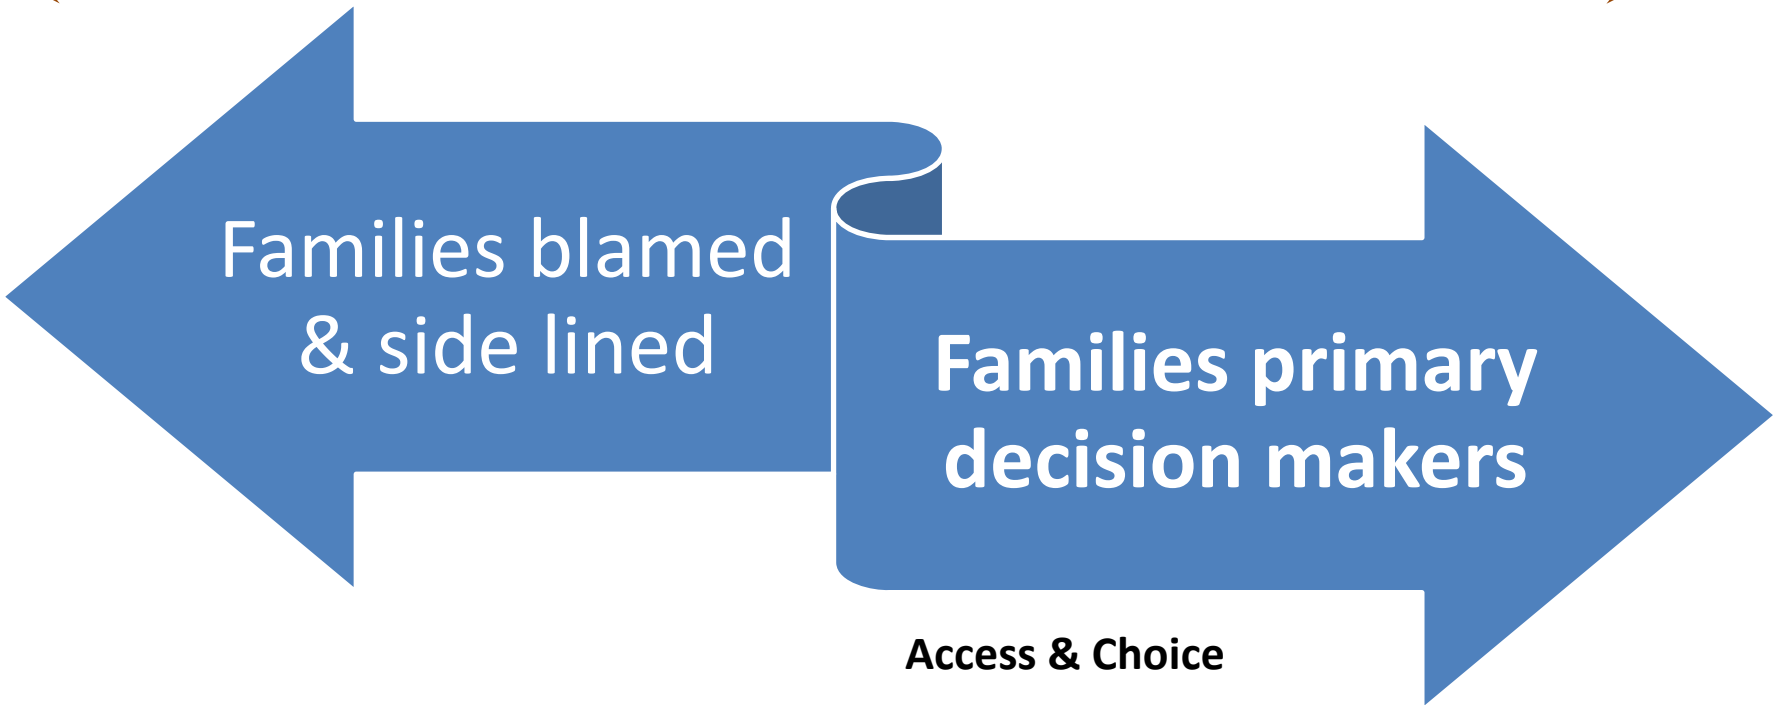 Families blamed
& side lined
Families primary
decision makers
Access & Choice